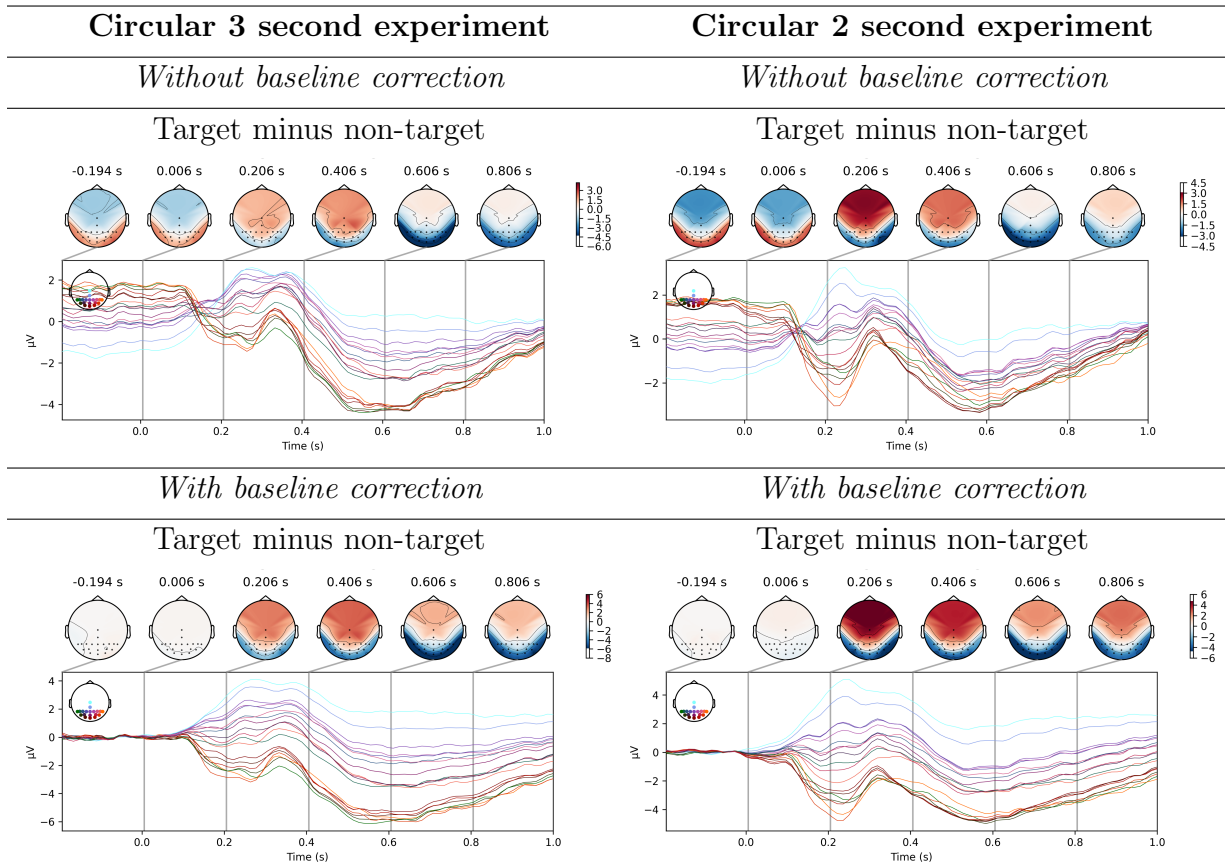 Circular 3 second experiment Circular 2 second experiment
Without baseline correction Without baseline correction
Target minus non-target Target minus non-target
-0.194 s 0.006 s 0.206 s 0.406 s 0.606 s 0.806 s
3.0
1.5
0.0
−1.5
−3.0
−4.5
−6.0
2
0
−2
−4
µV
0.0 0.2 0.4 0.6 0.8 1.0
Time (s)
-0.194 s 0.006 s 0.206 s 0.406 s 0.606 s 0.806 s
4.5
3.0
1.5
0.0
−1.5
−3.0
−4.5
2
0
−2
µV
0.0 0.2 0.4 0.6 0.8 1.0
Time (s)
With baseline correction With baseline correction
Target minus non-target Target minus non-target
-0.194 s 0.006 s 0.206 s 0.406 s 0.606 s 0.806 s
6
4
2
0
−2
−4
−6
−8
4
2
0
−2
−4
−6
µV
0.0 0.2 0.4 0.6 0.8 1.0
Time (s)
-0.194 s 0.006 s 0.206 s 0.406 s 0.606 s 0.806 s
6
4
2
0
−2
−4
−6
4
2
0
−2
−4
µV
0.0 0.2 0.4 0.6 0.8 1.0
Time (s)